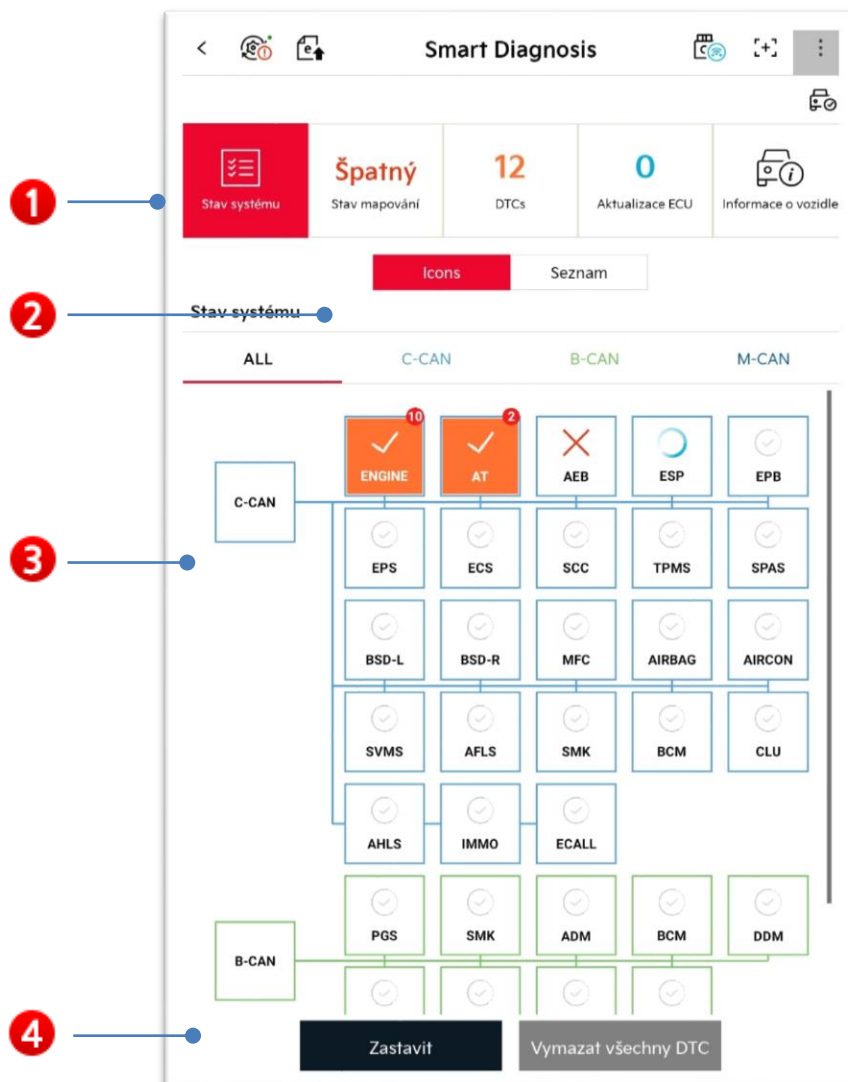 Smart Diagnosis
Špatný 12 0
Stav systému Stav mapování DTCs Aktualizace ECU Informace o vozidle
1
Icons Seznam
2
Stav systému
ALL C-CAN B-CAN M-CAN
10 2
ENGINE AT AEB ESP EPB
C-CAN
3
EPS ECS SCC TPMS SPAS
BSD-L BSD-R MFC AIRBAG AIRCON
SVMS AFLS SMK BCM CLU
AHLS IMMO ECALL
PGS SMK ADM BCM DDM
B-CAN
4
Zastavit Vymazat všechny DTC